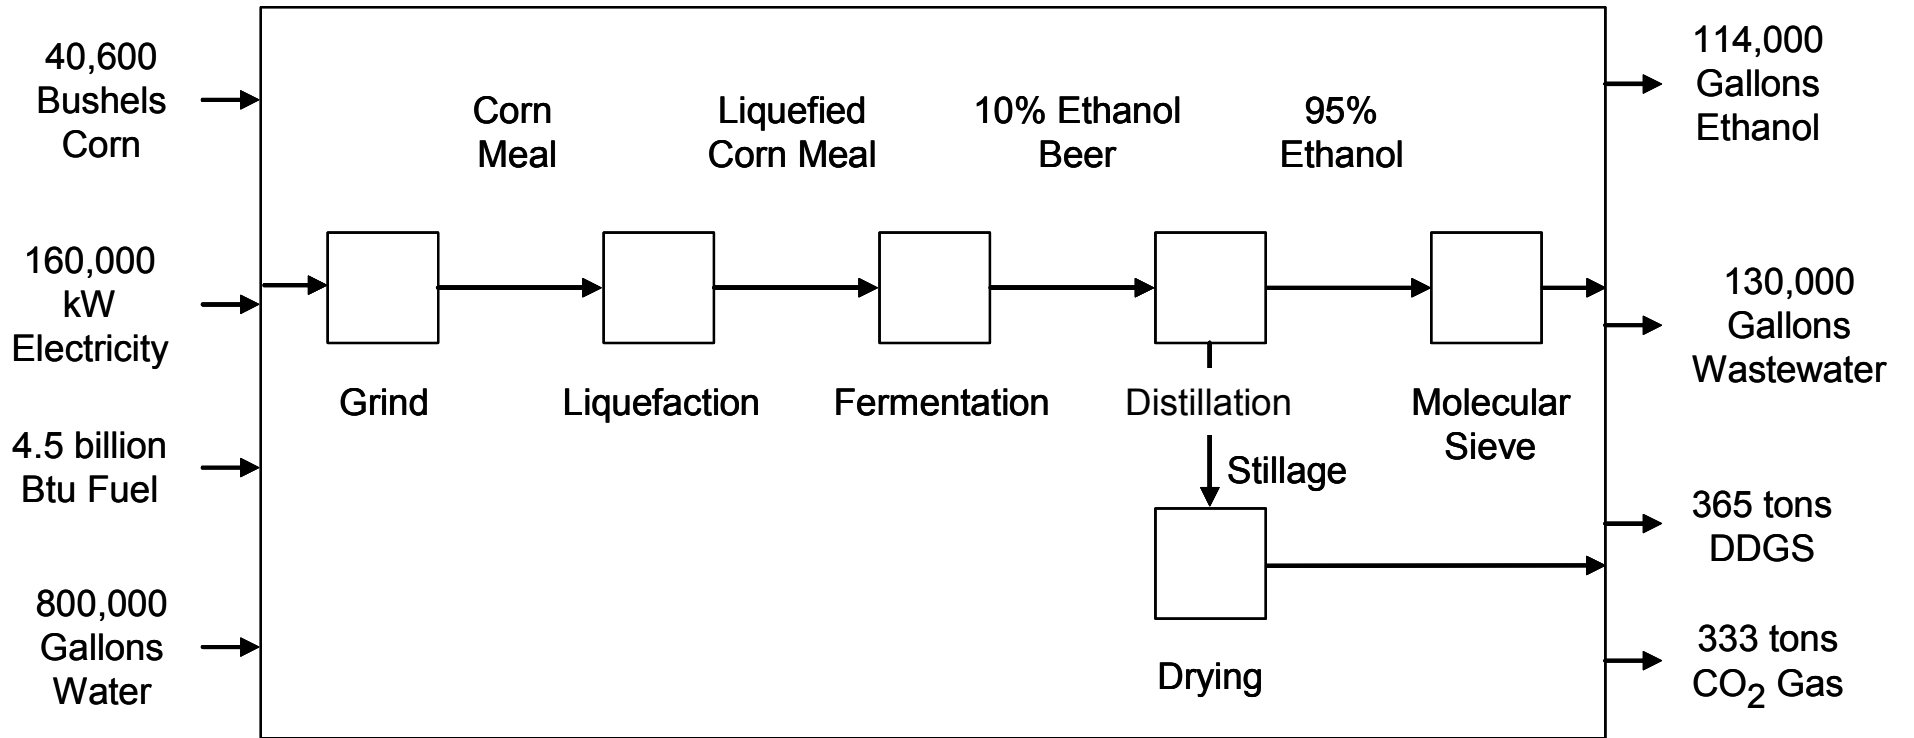 40,600
Bushels
Corn
160,000
kW
Electricity
4.5 billion
Btu Fuel
800,000
Gallons
Water
Corn
Meal
Liquefied
Corn Meal
10% Ethanol
Beer
95%
Ethanol
Grind
Liquefaction
Fermentation
Distillation
Molecular
Sieve
Stillage
Drying
114,000
Gallons
Ethanol
130,000
Gallons
Wastewater
365 tons
DDGS
333 tons
CO2 Gas